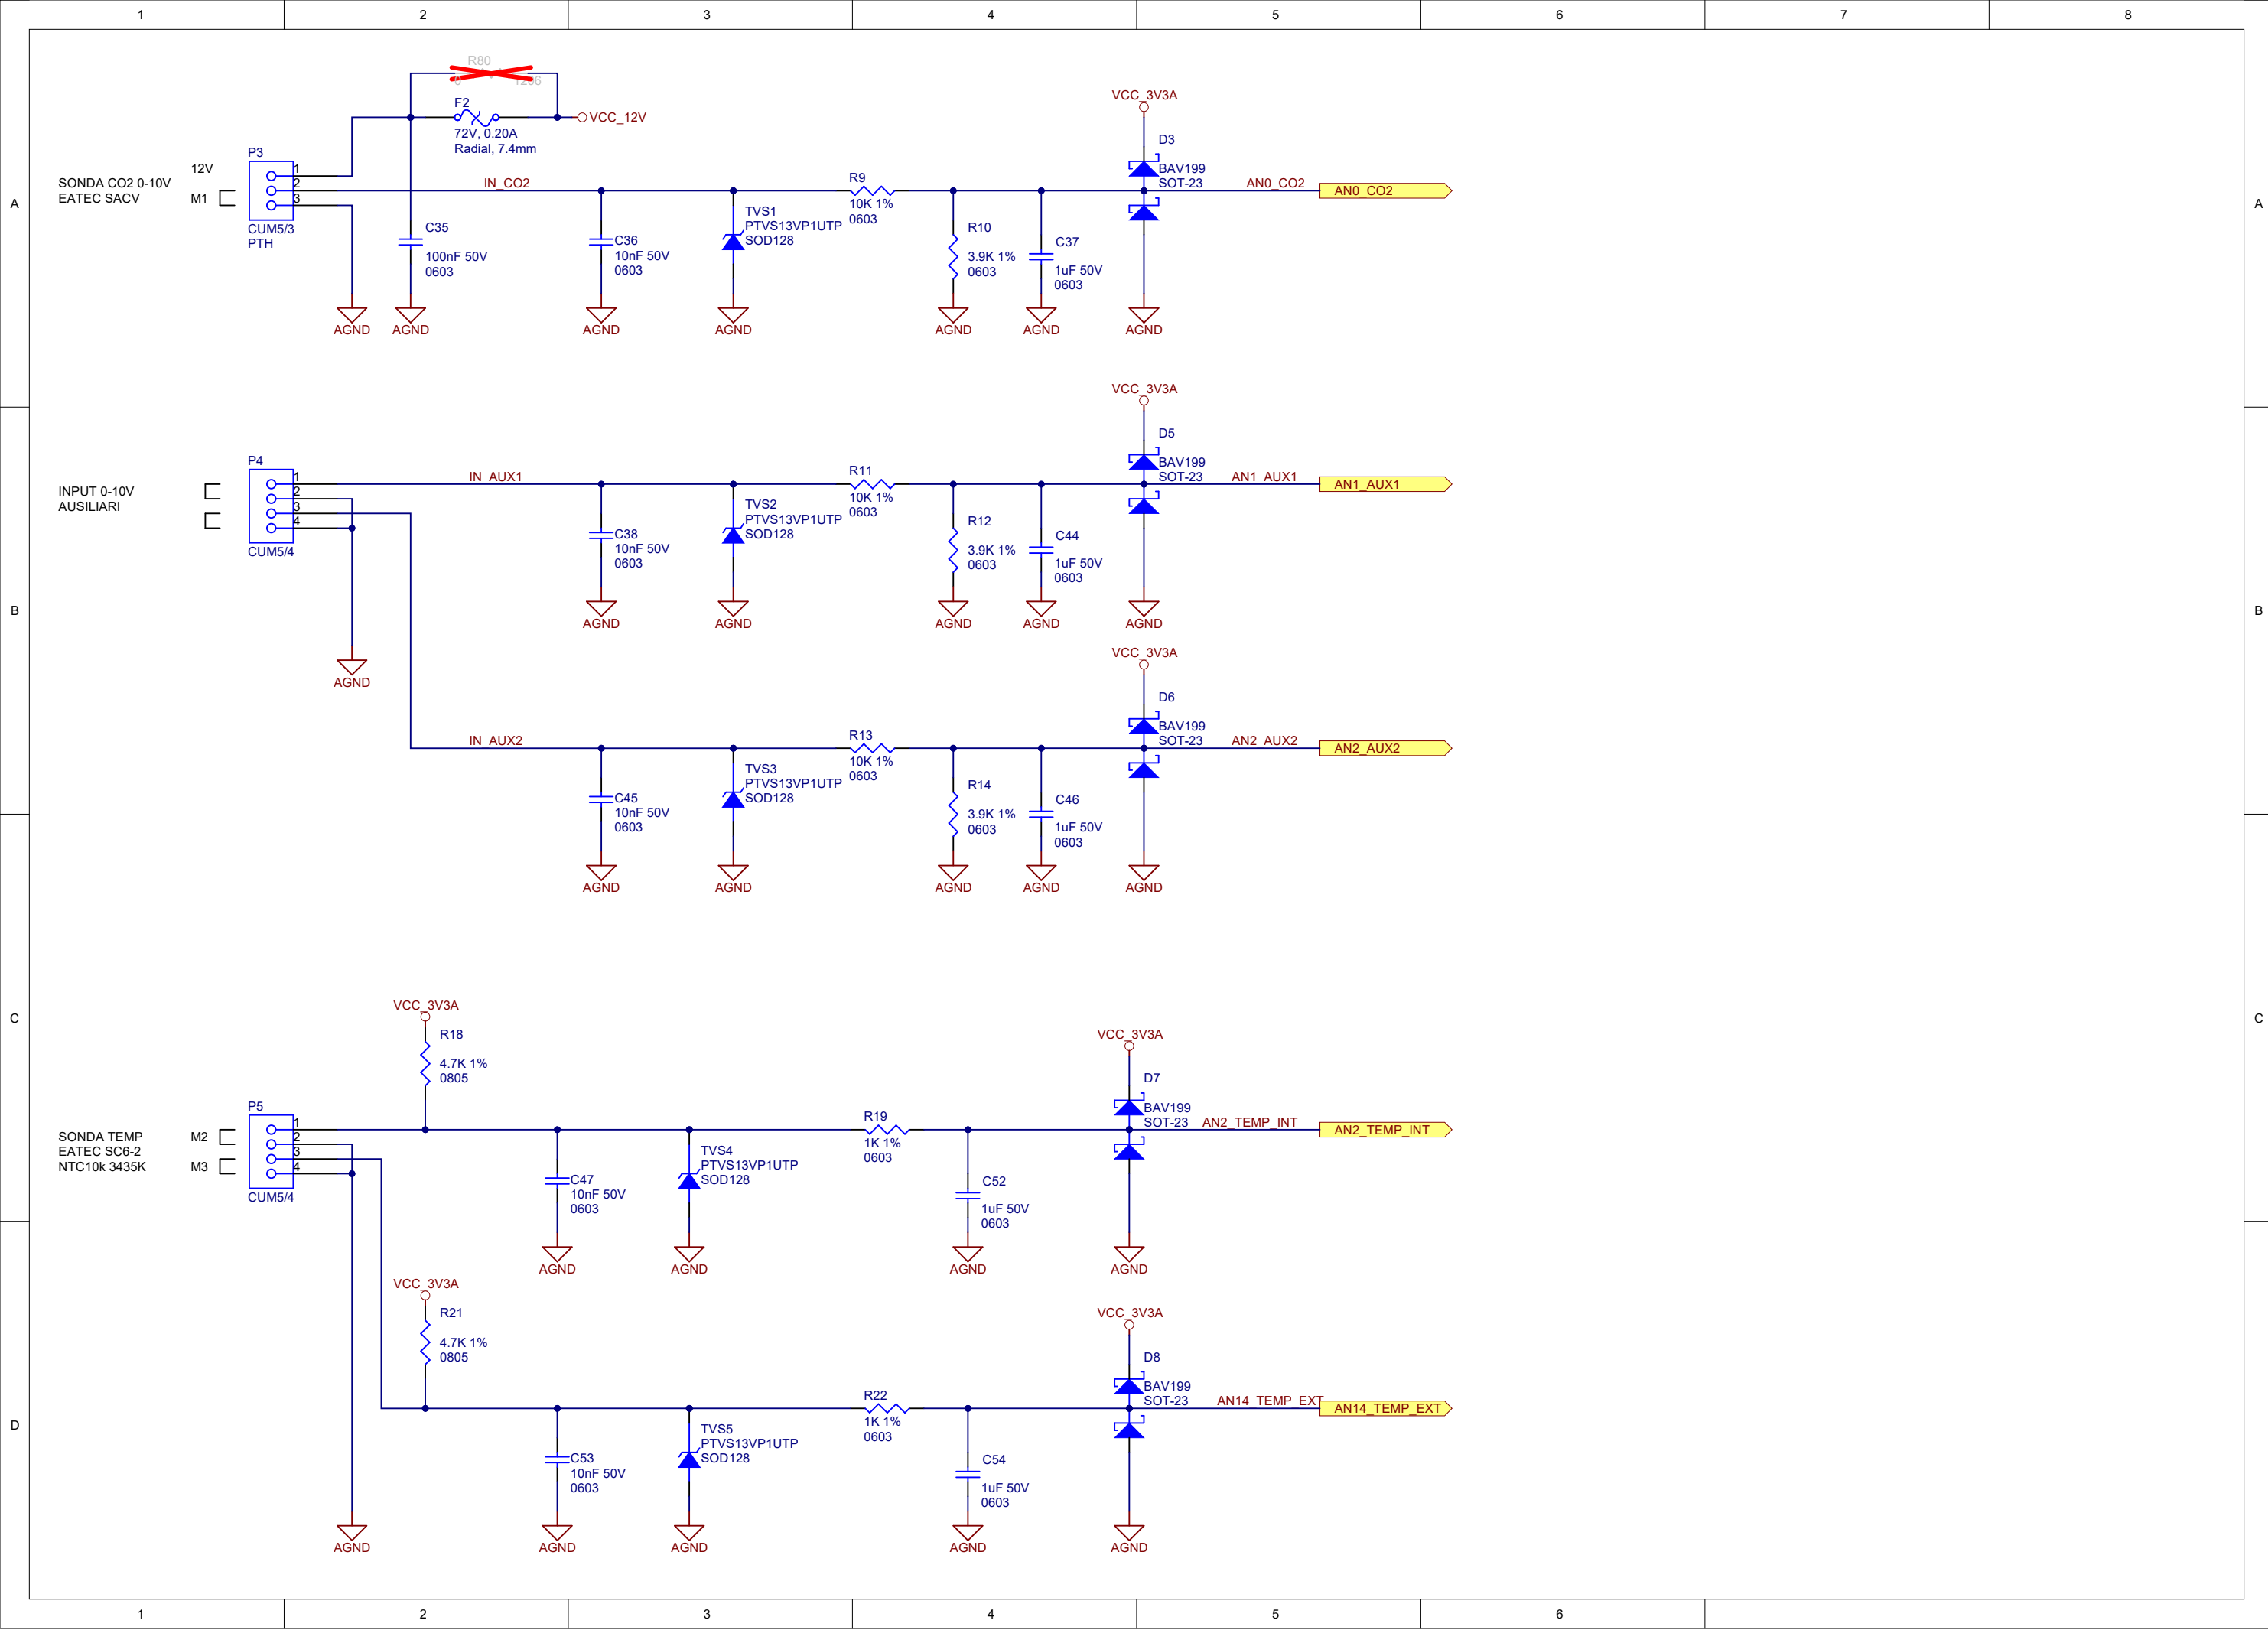 1 2 3 4 5 6 7 8
A
A
B
B
C
C
D
R80
0
1206
F2
72V, 0.20A
Radial, 7.4mm
VCC_12V
SONDA CO2 0-10V
EATEC SACV
12V
M1
P3
1
2
3
CUM5/3
PTH
AGND
C35
100nF 50V
0603
AGND
IN_CO2
C36
10nF 50V
0603
AGND
TVS1
PTVS13VP1UTP
SOD128
AGND
R9
10K 1%
0603
R10
3.9K 1%
0603
AGND
C37
1uF 50V
0603
AGND
VCC_3V3A
D3
BAV199
SOT-23
AGND
AN0_CO2
AN0_CO2
INPUT 0-10V
AUSILIARI
P4
1
2
3
4
CUM5/4
AGND
IN_AUX1
C38
10nF 50V
0603
AGND
TVS2
PTVS13VP1UTP
SOD128
AGND
R11
10K 1%
0603
R12
3.9K 1%
0603
AGND
C44
1uF 50V
0603
AGND
VCC_3V3A
D5
BAV199
SOT-23
AGND
AN1_AUX1
AN1_AUX1
IN_AUX2
C45
10nF 50V
0603
AGND
TVS3
PTVS13VP1UTP
SOD128
AGND
R13
10K 1%
0603
R14
3.9K 1%
0603
AGND
C46
1uF 50V
0603
AGND
VCC_3V3A
D6
BAV199
SOT-23
AGND
AN2_AUX2
AN2_AUX2
SONDA TEMP
EATEC SC6-2
NTC10k 3435K
M2
M3
P5
1
2
3
4
CUM5/4
AGND
VCC_3V3A
R18
4.7K 1%
0805
C47
10nF 50V
0603
AGND
TVS4
PTVS13VP1UTP
SOD128
AGND
R19
1K 1%
0603
C52
1uF 50V
0603
AGND
VCC_3V3A
D7
BAV199
SOT-23
AGND
AN2_TEMP_INT
AN2_TEMP_INT
VCC_3V3A
R21
4.7K 1%
0805
C53
10nF 50V
0603
AGND
TVS5
PTVS13VP1UTP
SOD128
AGND
R22
1K 1%
0603
C54
1uF 50V
0603
AGND
VCC_3V3A
D8
BAV199
SOT-23
AGND
AN14_TEMP_EXT
AN14_TEMP_EXT
1 2 3 4 5 6